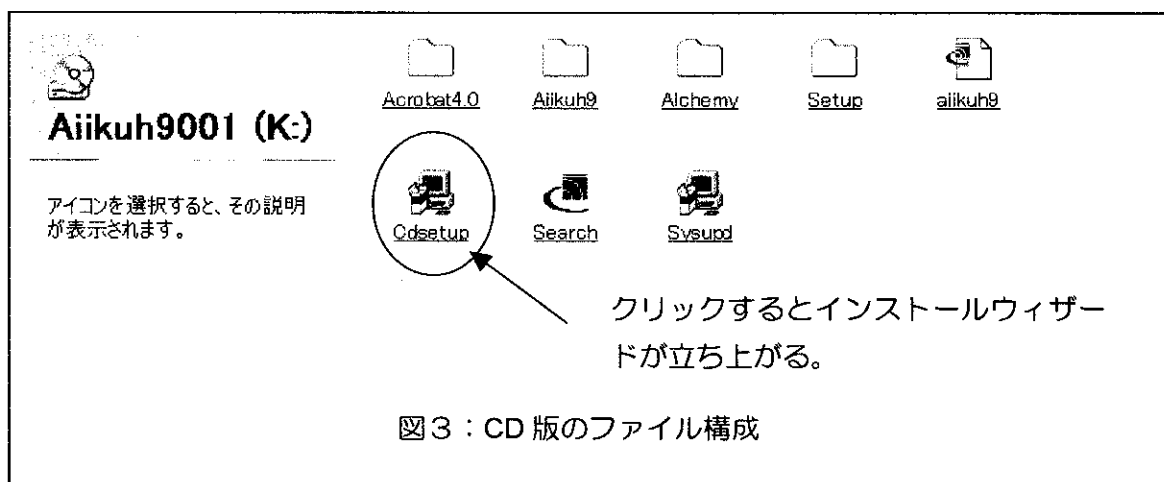 Acrobat4.0 Aiikuh9 Alchemy Setup aiikuh9
Aiikuh9001 (K:)
アイコンを選択すると、その説明
が表示されます。
Cdsetup Search Sysupd
クリックするとインストールウィザー
ドが立ち上がる。
図3：CD 版のファイル構成